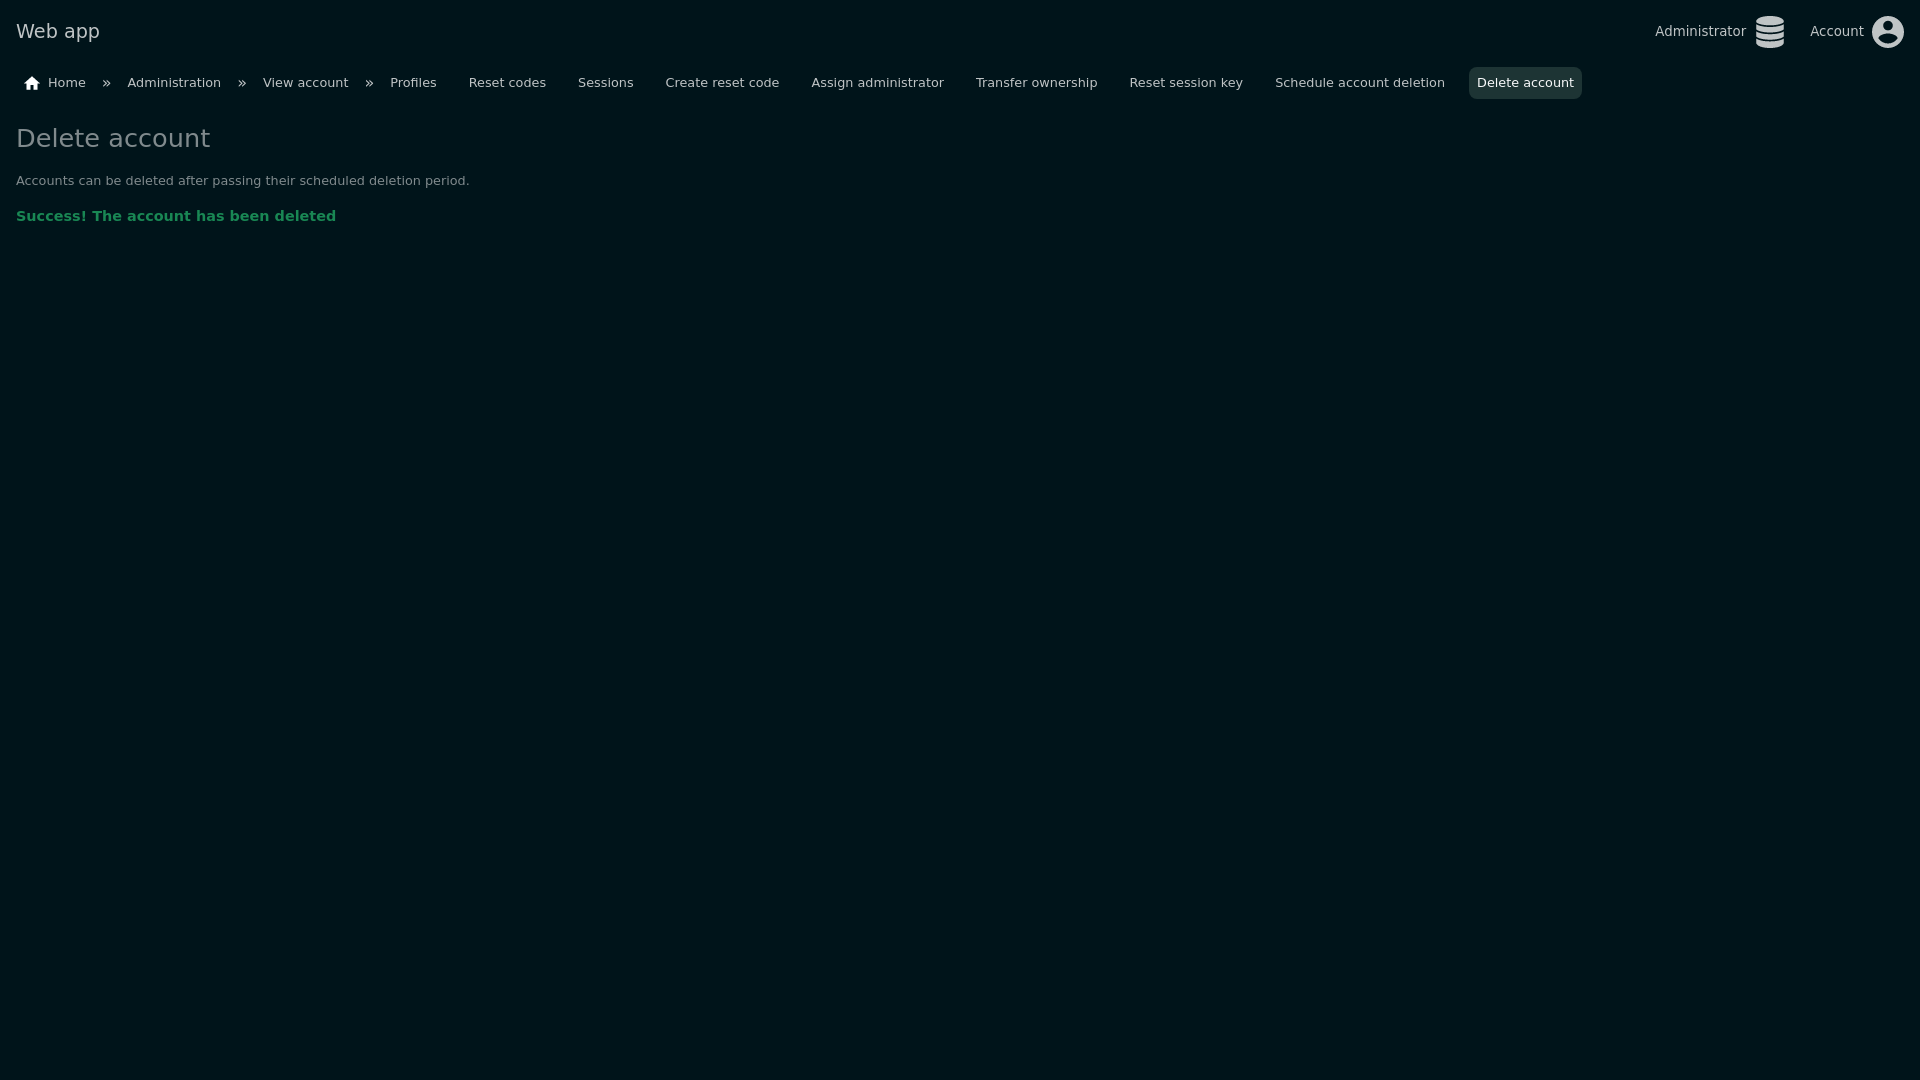 Web app
Administrator Account
Home » Administration » View account » Profiles Reset codes Sessions Create reset code Assign administrator Transfer ownership Reset session key Schedule account deletion Delete account
Delete account
Accounts can be deleted after passing their scheduled deletion period.
Success! The account has been deleted